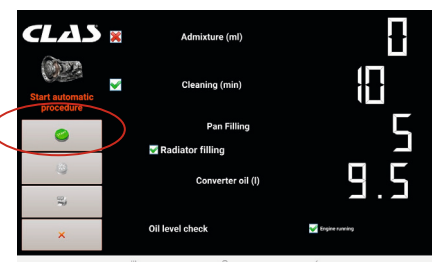 CLAS
Admixture (ml)
0
Cleaning (min)
10
Start automatic
procedure
Pan Filling
5
Radiator filling
Converter oil (l)
9.5
Oil level check
Engine running